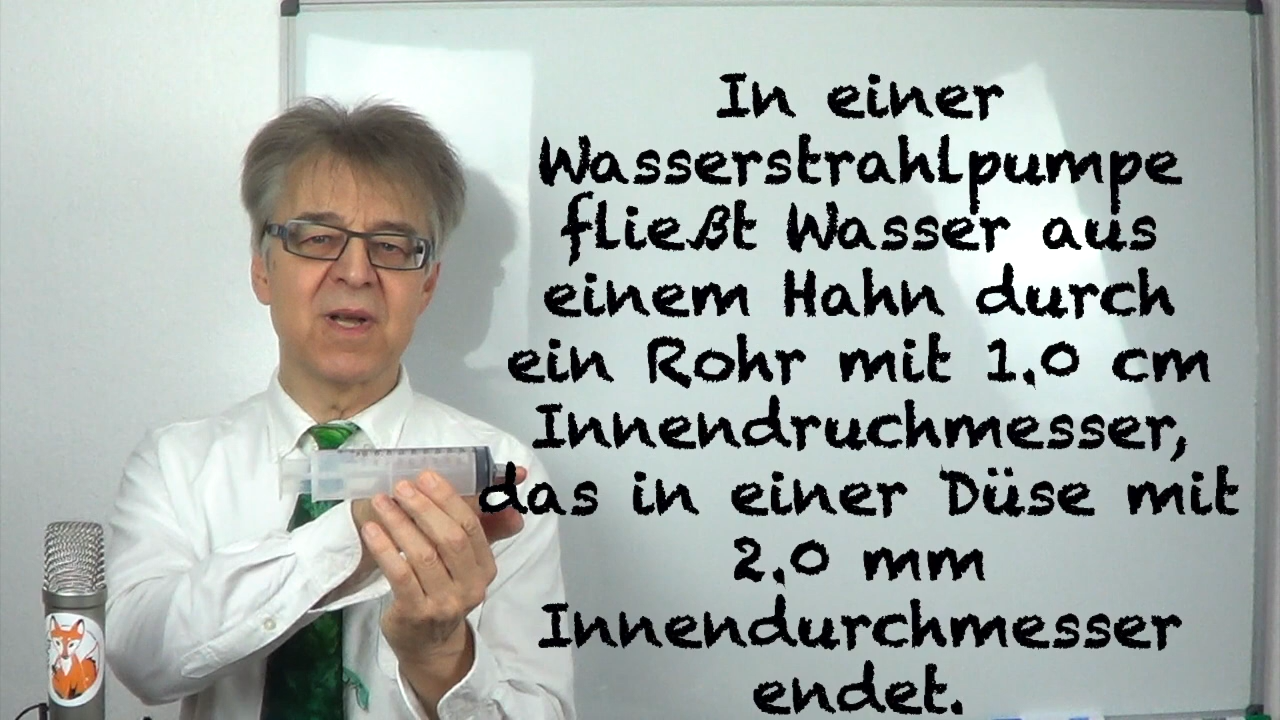 In einer
Wasserstrahlpumpe
fließt Wasser aus
einem Hahn durch
ein Rohr mit 1.0 cm
Innendruchmesser,
das in einer Düse mit
2.0 mm
Innendurchmesser
endet.